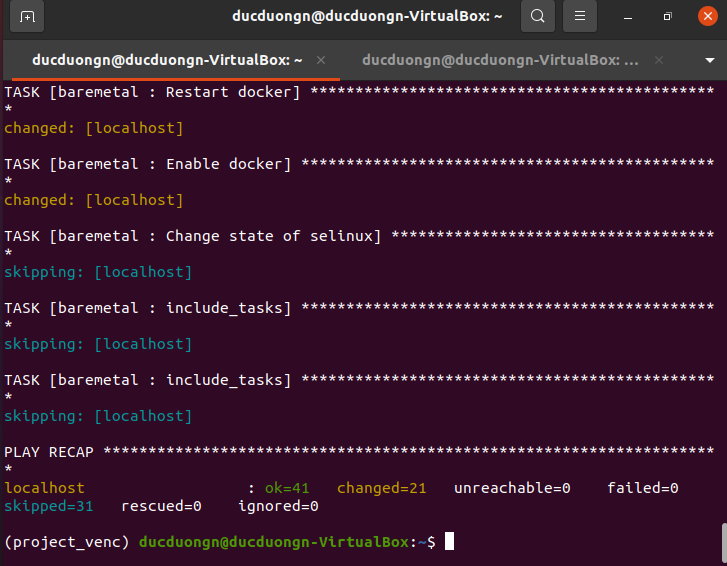 ducduongn@ducduongn-VirtualBox: ~
ducduongn@ducduongn-VirtualBox: ~ × ducduongn@ducduongn-VirtualBox: ... ×
TASK [baremetal : Restart docker] *********************************************
*
changed: [localhost]
TASK [baremetal : Enable docker] **********************************************
*
changed: [localhost]
TASK [baremetal : Change state of selinux] ************************************
*
skipping: [localhost]
TASK [baremetal : include_tasks] **********************************************
*
skipping: [localhost]
TASK [baremetal : include_tasks] **********************************************
*
skipping: [localhost]
PLAY RECAP ********************************************************************
*
localhost                  : ok=41   changed=21   unreachable=0    failed=0
skipped=31   rescued=0    ignored=0
(project_venc) ducduongn@ducduongn-VirtualBox:~$